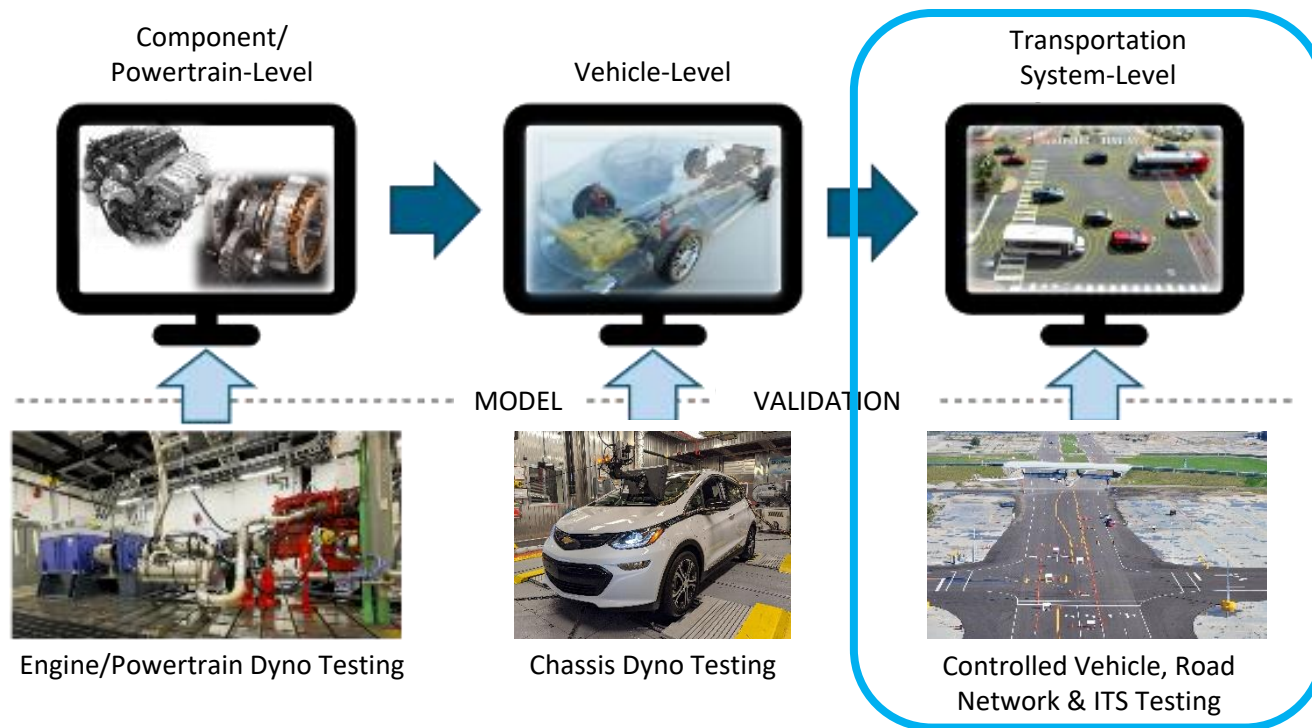 Component/
Powertrain-Level
Vehicle-Level
Transportation
System-Level
MODEL VALIDATION
Engine/Powertrain Dyno Testing
Chassis Dyno Testing
Controlled Vehicle, Road
Network & ITS Testing